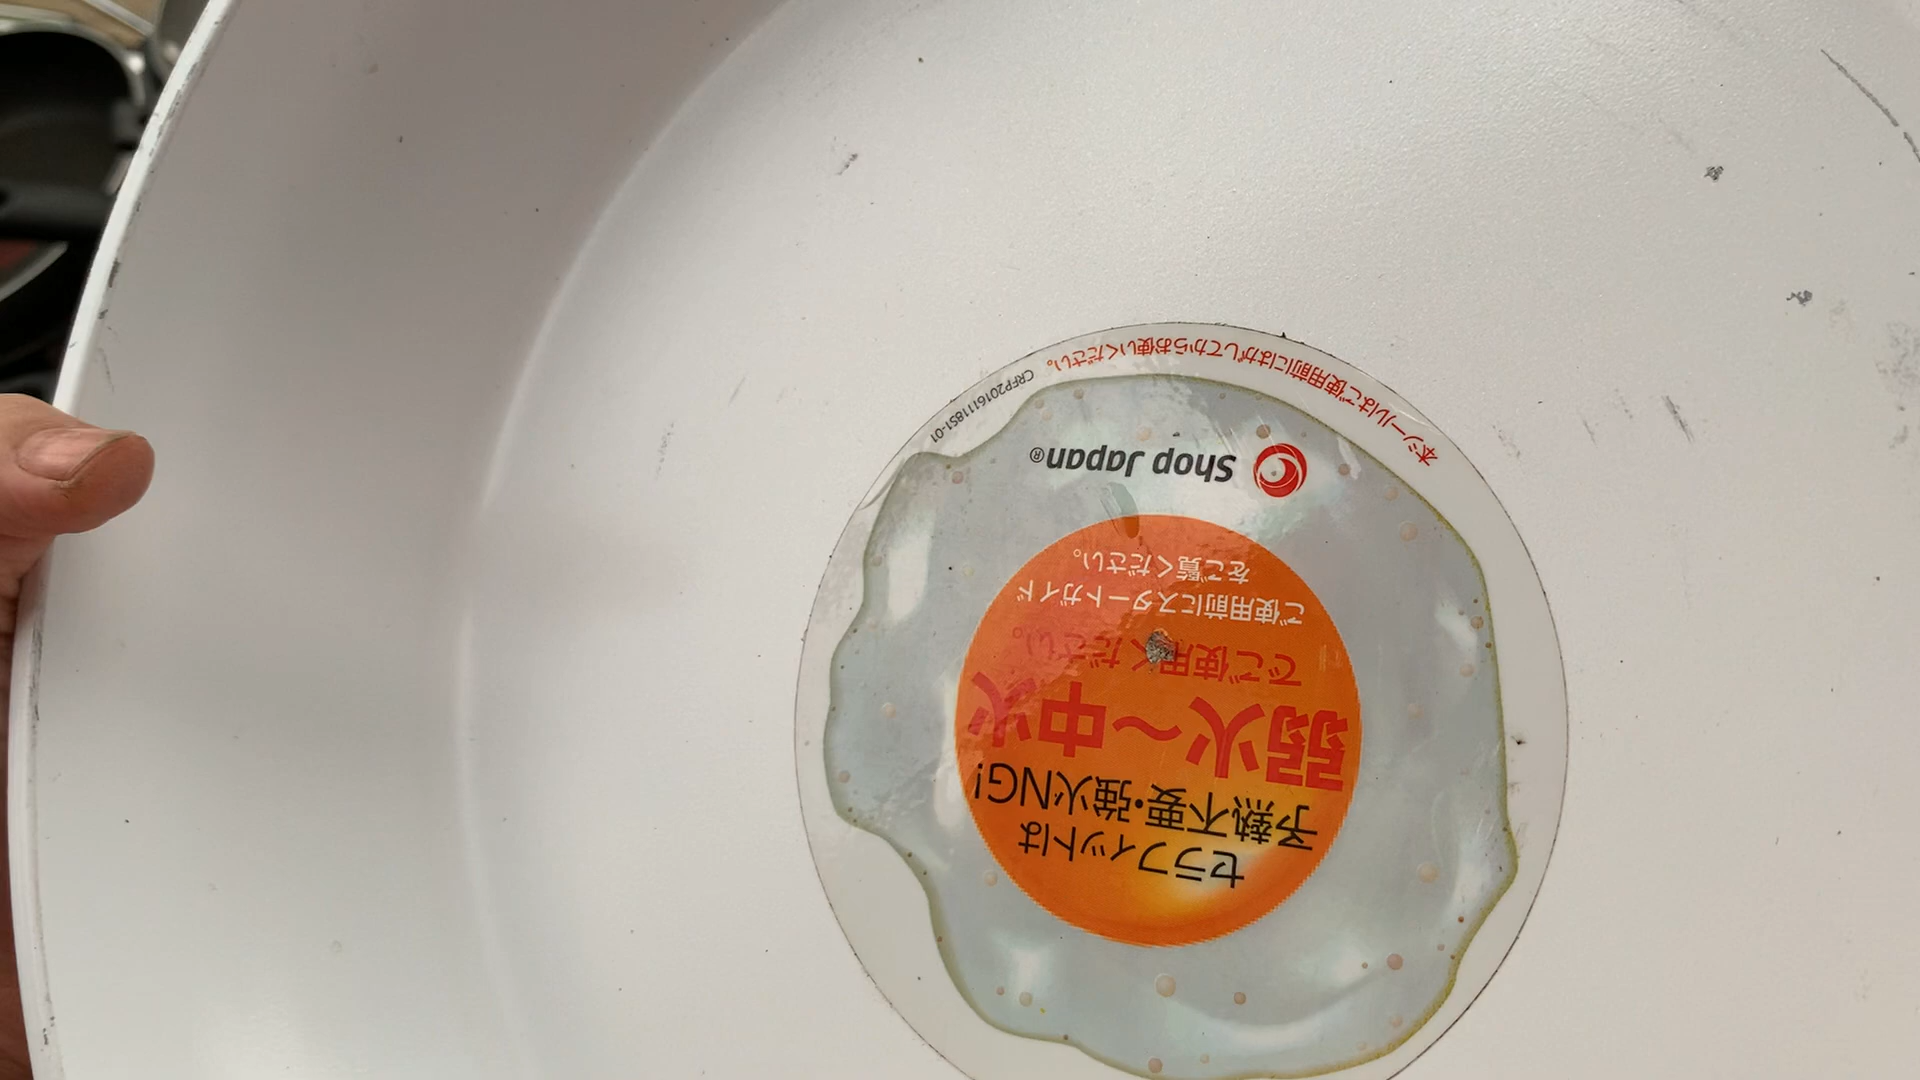 セラフィットは
予熱不要・強火NG!
弱火～中火
でご使用ください。
ご使用前にスタートガイド
をご覧ください。
Shop Japan®
本シールはご使用前にはがしてからお使いください。
CRFP20161118S1-01